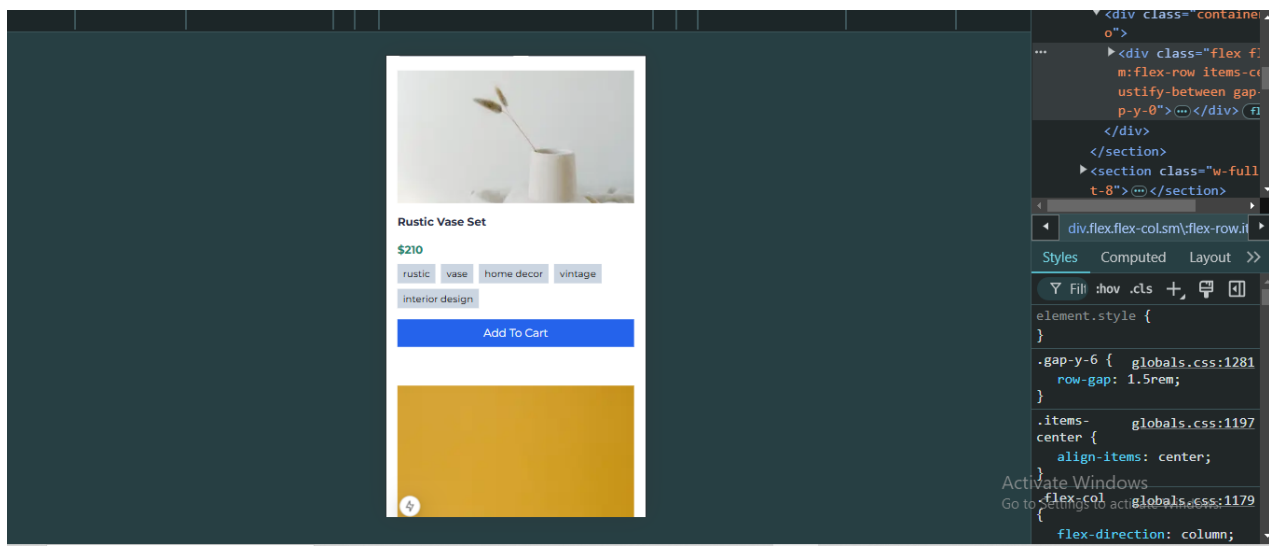 Rustic Vase Set
$210
rustic vase home decor vintage
interior design
Add To Cart
<div class="containe
o">
<div class="flex fl
m:flex-row items-ce
ustify-between gap-
p-y-0"> </div>
</div>
</section>
<section class="w-full
t-8"> </section>
div.flex.flex-col.sm\:flex-row.it
Styles Computed Layout
:hov .cls
element.style {
}
.gap-y-6 { globals.css:1281
row-gap: 1.5rem;
}
.items- globals.css:1197
center {
align-items: center;
}
.flex-col globals.css:1179
{
flex-direction: column;
Activate Windows
Go to Settings to activate Windows.